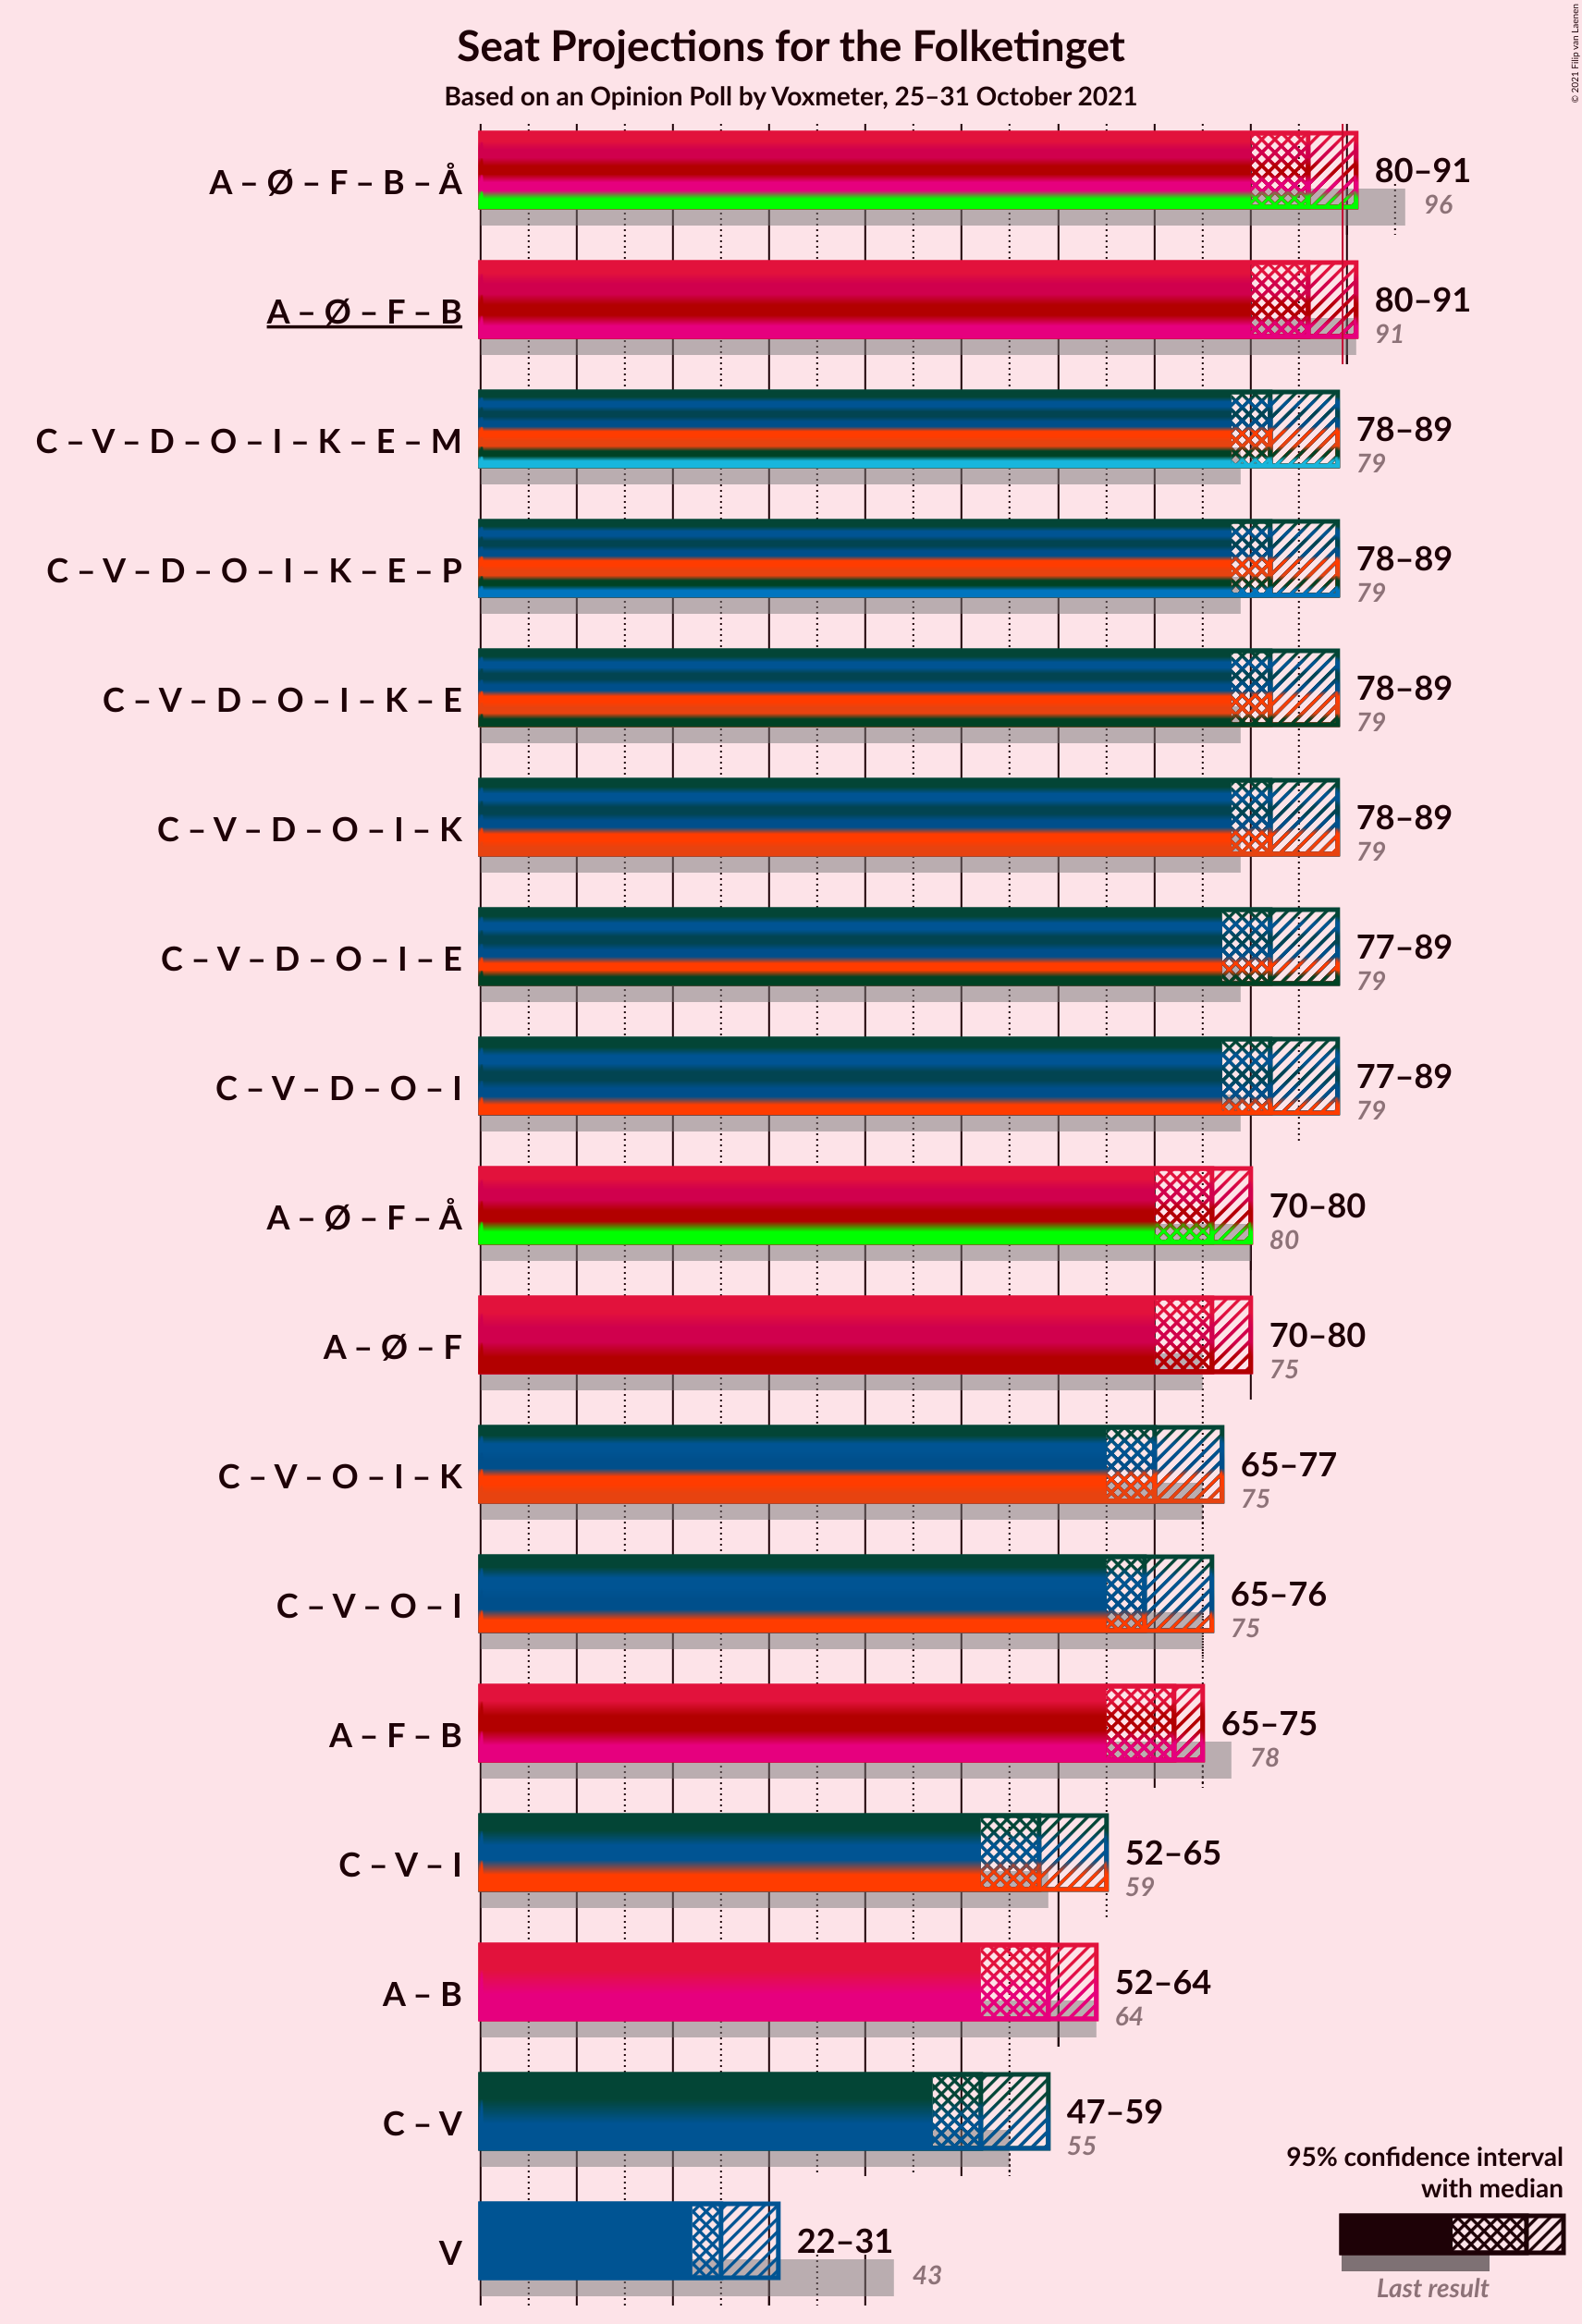 Seat Projections for the Folketinget
Based on an Opinion Poll by Voxmeter, 25–31 October 2021
© 2021 Filip van Laenen
A – Ø – F – B – Å
80–91
96
A – Ø – F – B
80–91
91
C – V – D – O – I – K – E – M
78–89
79
C – V – D – O – I – K – E – P
78–89
79
C – V – D – O – I – K – E
78–89
79
C – V – D – O – I – K
78–89
79
C – V – D – O – I – E
77–89
79
C – V – D – O – I
77–89
79
A – Ø – F – Å
70–80
80
A – Ø – F
70–80
75
C – V – O – I – K
65–77
75
C – V – O – I
65–76
75
A – F – B
65–75
78
C – V – I
52–65
59
A – B
52–64
64
C – V
47–59
55
V
22–31
43
95% confidence interval
with median
Last result